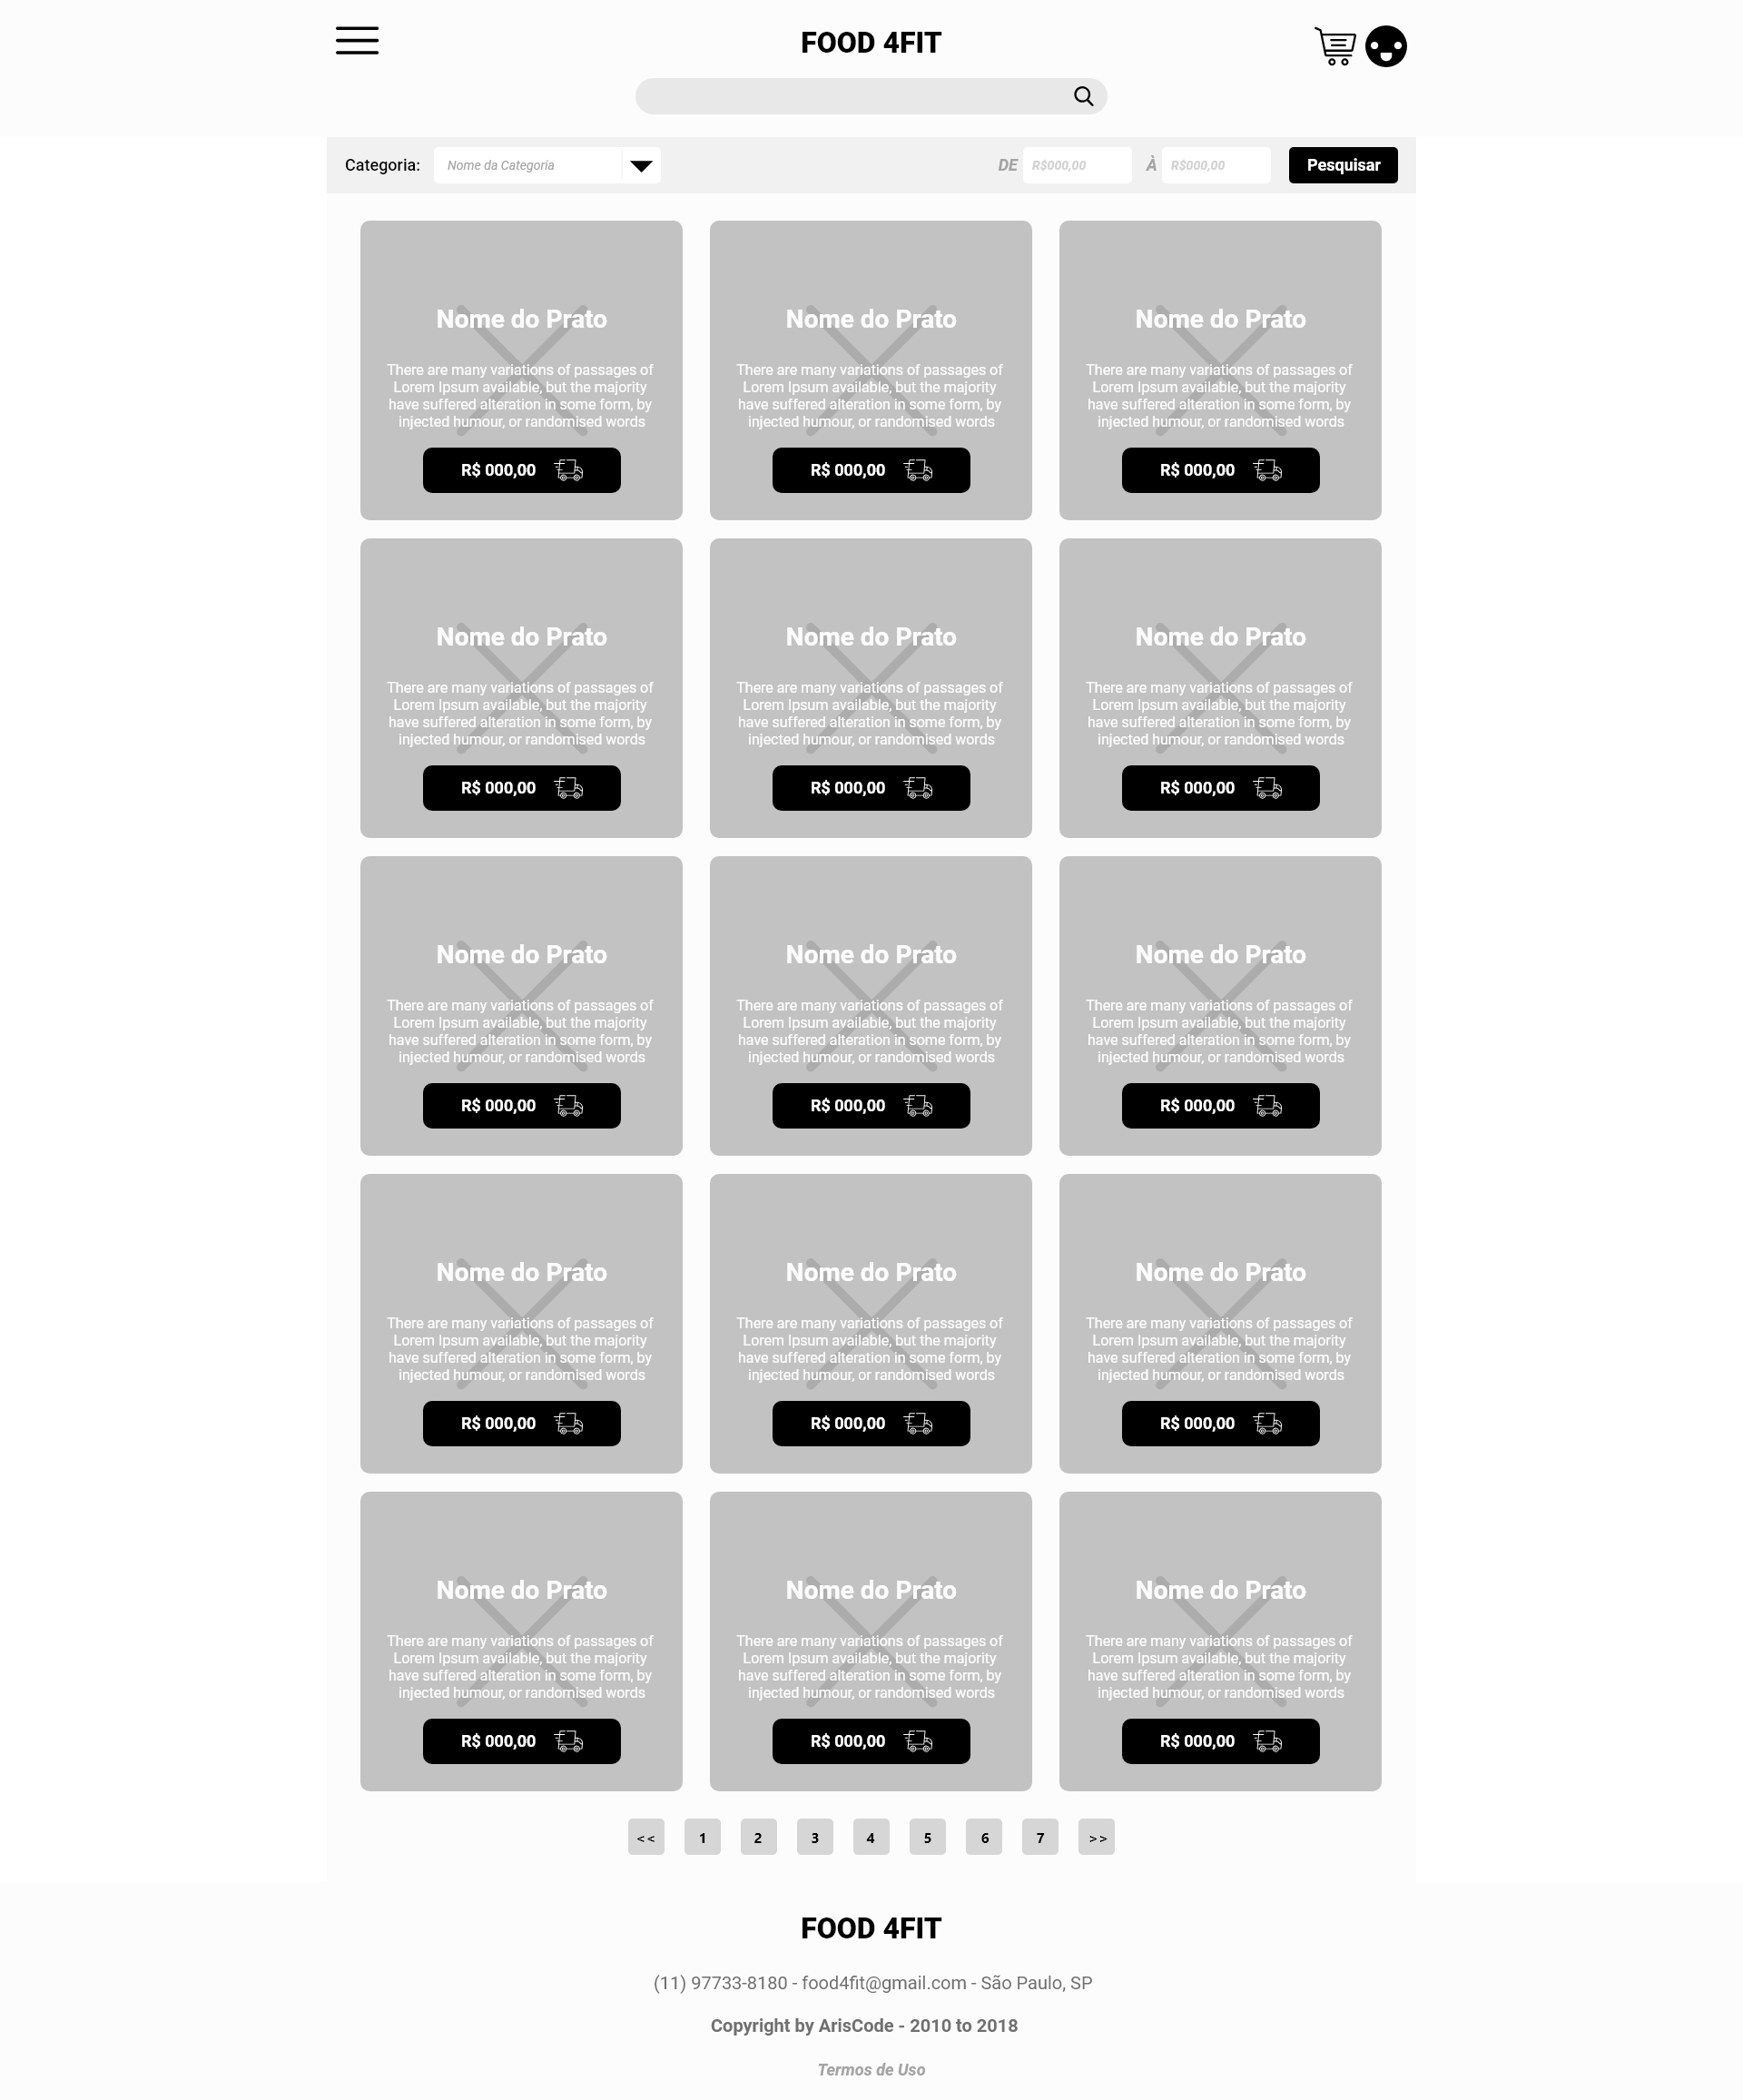 FOOD 4FIT
Categoria: Nome da Categoria DE R$000,00 À R$000,00 Pesquisar
Nome do Prato Nome do Prato Nome do Prato
There are many variations of passages of There are many variations of passages of There are many variations of passages of
Lorem Ipsum available, but the majority Lorem Ipsum available, but the majority Lorem Ipsum available, but the majority
have suffered alteration in some form, by have suffered alteration in some form, by have suffered alteration in some form, by
injected humour, or randomised words injected humour, or randomised words injected humour, or randomised words
R$ 000,00 R$ 000,00 R$ 000,00
Nome do Prato Nome do Prato Nome do Prato
There are many variations of passages of There are many variations of passages of There are many variations of passages of
Lorem Ipsum available, but the majority Lorem Ipsum available, but the majority Lorem Ipsum available, but the majority
have suffered alteration in some form, by have suffered alteration in some form, by have suffered alteration in some form, by
injected humour, or randomised words injected humour, or randomised words injected humour, or randomised words
R$ 000,00 R$ 000,00 R$ 000,00
Nome do Prato Nome do Prato Nome do Prato
There are many variations of passages of There are many variations of passages of There are many variations of passages of
Lorem Ipsum available, but the majority Lorem Ipsum available, but the majority Lorem Ipsum available, but the majority
have suffered alteration in some form, by have suffered alteration in some form, by have suffered alteration in some form, by
injected humour, or randomised words injected humour, or randomised words injected humour, or randomised words
R$ 000,00 R$ 000,00 R$ 000,00
Nome do Prato Nome do Prato Nome do Prato
There are many variations of passages of There are many variations of passages of There are many variations of passages of
Lorem Ipsum available, but the majority Lorem Ipsum available, but the majority Lorem Ipsum available, but the majority
have suffered alteration in some form, by have suffered alteration in some form, by have suffered alteration in some form, by
injected humour, or randomised words injected humour, or randomised words injected humour, or randomised words
R$ 000,00 R$ 000,00 R$ 000,00
Nome do Prato Nome do Prato Nome do Prato
There are many variations of passages of There are many variations of passages of There are many variations of passages of
Lorem Ipsum available, but the majority Lorem Ipsum available, but the majority Lorem Ipsum available, but the majority
have suffered alteration in some form, by have suffered alteration in some form, by have suffered alteration in some form, by
injected humour, or randomised words injected humour, or randomised words injected humour, or randomised words
R$ 000,00 R$ 000,00 R$ 000,00
<< 1 2 3 4 5 6 7 >>
FOOD 4FIT
(11) 97733-8180 - food4fit@gmail.com - São Paulo, SP
Copyright by ArisCode - 2010 to 2018
Termos de Uso